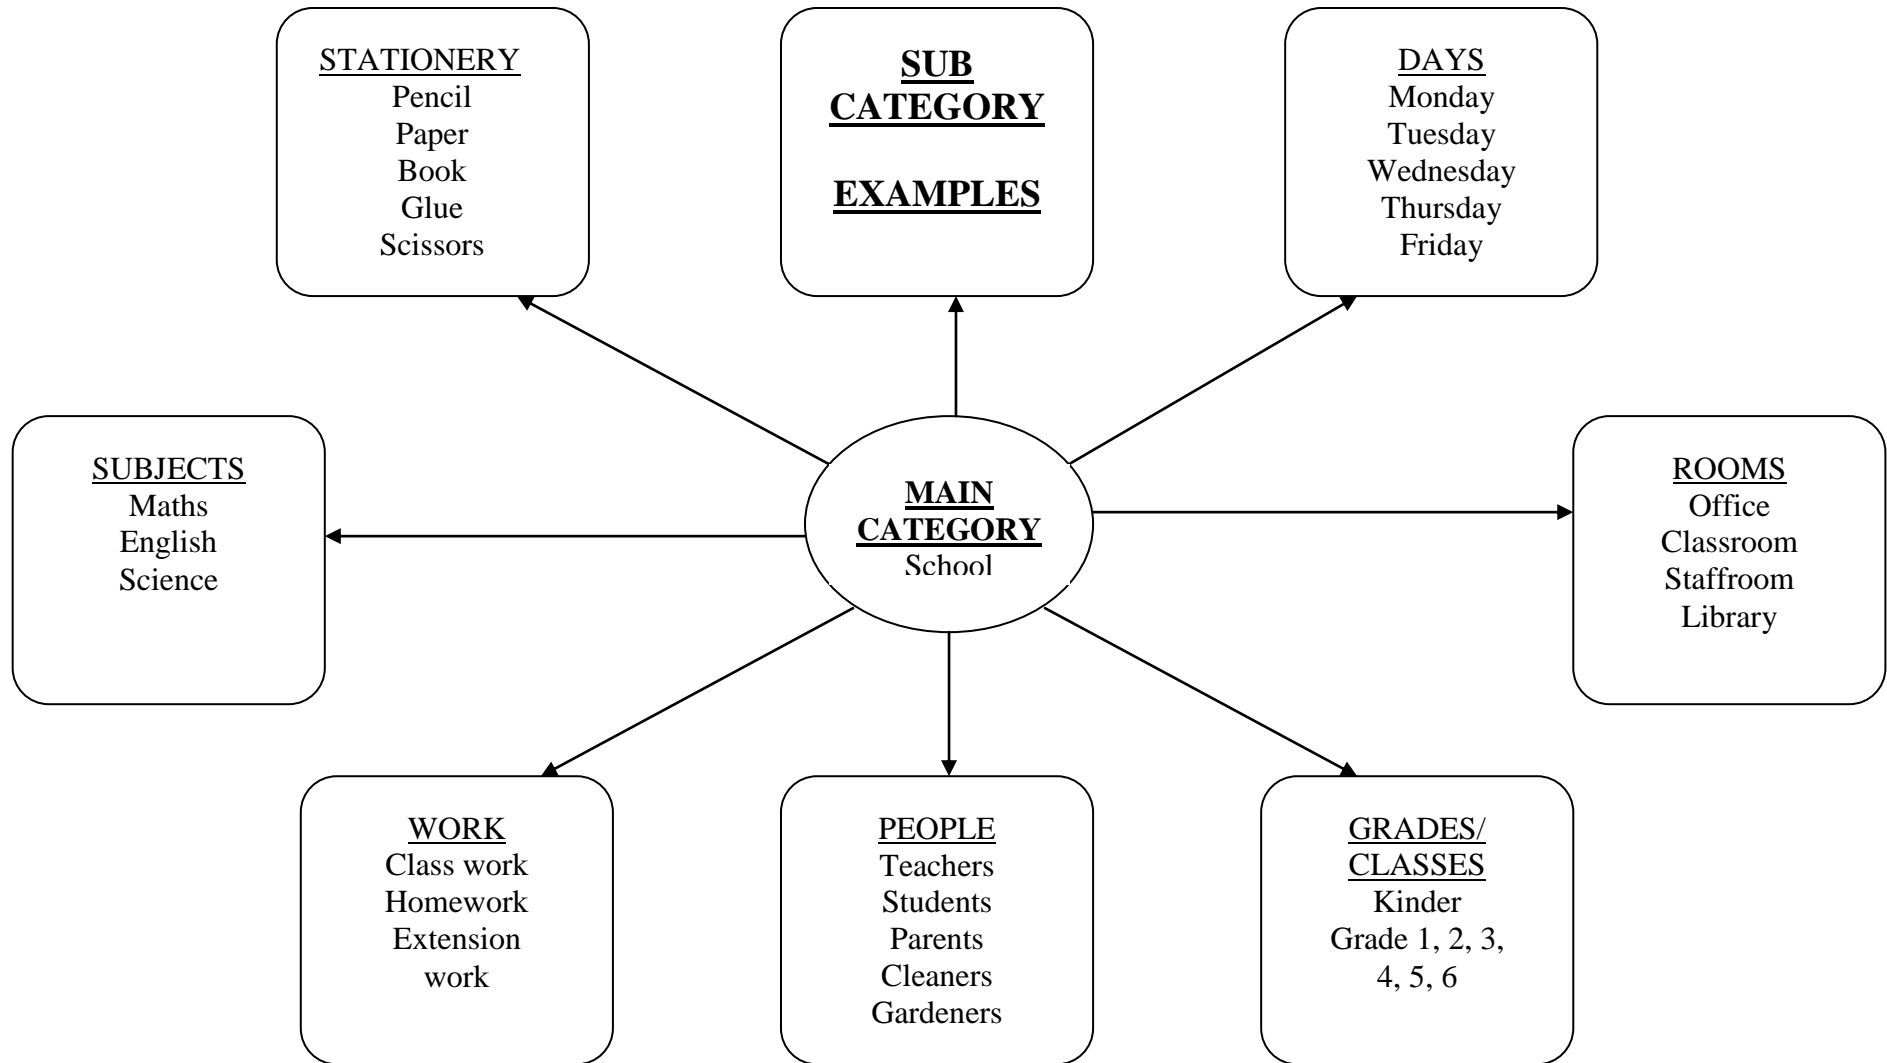 STATIONERY
Pencil
Paper
Book
Glue
Scissors
SUB
CATEGORY
EXAMPLES
DAYS
Monday
Tuesday
Wednesday
Thursday
Friday
SUBJECTS
Maths
English
Science
MAIN
CATEGORY
School
ROOMS
Office
Classroom
Staffroom
Library
WORK
Class work
Homework
Extension
work
PEOPLE
Teachers
Students
Parents
Cleaners
Gardeners
GRADES/
CLASSES
Kinder
Grade 1, 2, 3,
4, 5, 6